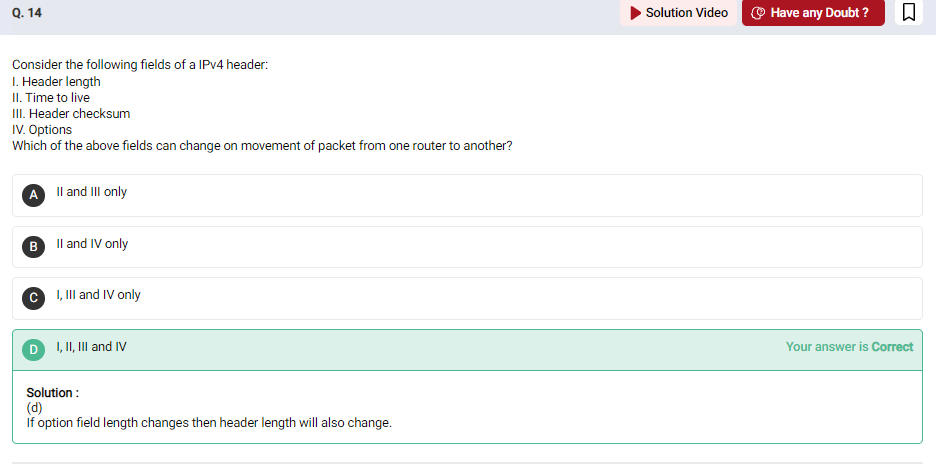 Q. 14
Solution Video
Have any Doubt ?
Consider the following fields of a IPv4 header:
I. Header length
II. Time to live
III. Header checksum
IV. Options
Which of the above fields can change on movement of packet from one router to another?
A
II and III only
B
II and IV only
C
I, III and IV only
D
I, II, III and IV
Your answer is Correct
Solution :
(d)
If option field length changes then header length will also change.